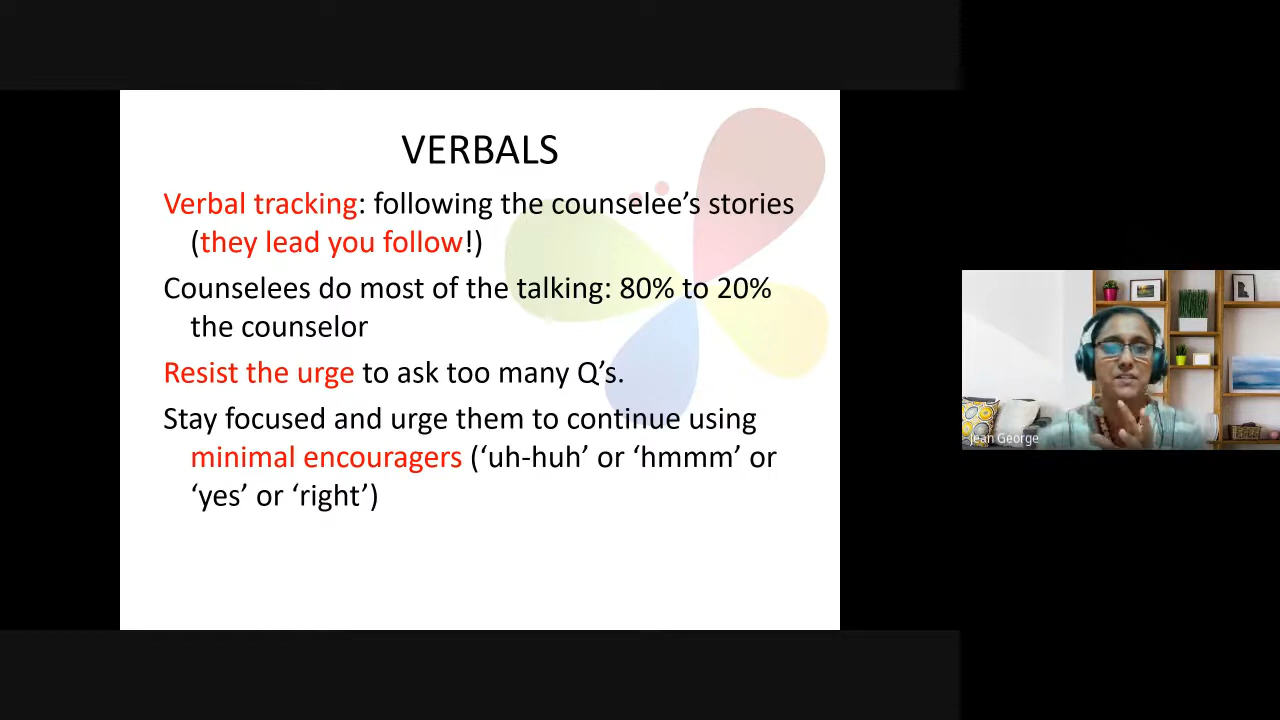 VERBALS
Verbal tracking: following the counselee’s stories
(they lead you follow!)
Counselees do most of the talking: 80% to 20%
the counselor
Resist the urge to ask too many Q’s.
Stay focused and urge them to continue using
minimal encouragers (‘uh-huh’ or ‘hmmm’ or
‘yes’ or ‘right’)
Jean George